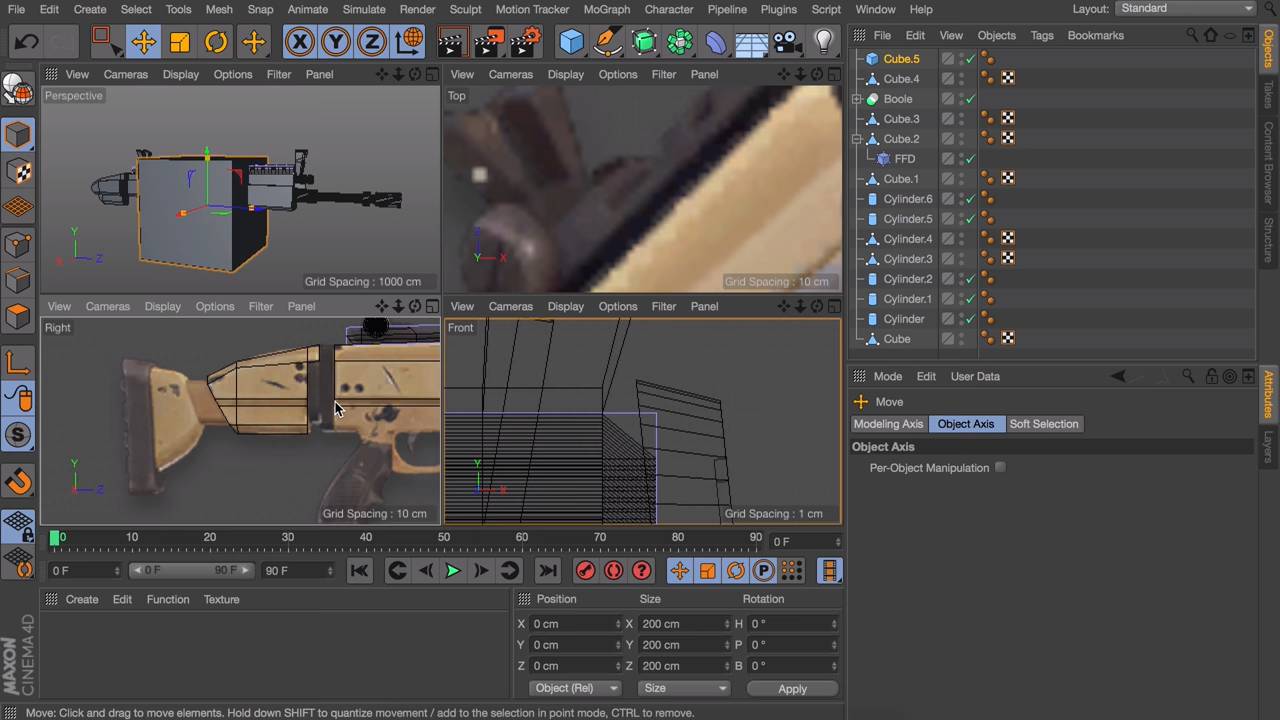 File Edit Create Select Tools Mesh Snap Animate Simulate Render Sculpt Motion Tracker MoGraph Character Pipeline Plugins Script Window Help Layout: Standard
X Y Z
File Edit View Objects Tags Bookmarks
View Cameras Display Options Filter Panel
View Cameras Display Options Filter Panel
Perspective
Y
X
Z
Grid Spacing : 1000 cm
Top
Z
Y
X
Grid Spacing : 10 cm
View Cameras Display Options Filter Panel
View Cameras Display Options Filter Panel
Right
Y
X
Z
Grid Spacing : 10 cm
Front
Y
Z
X
Grid Spacing : 1 cm
Cube.5
Cube.4
Boole
Cube.3
Cube.2
FFD
Cube.1
Cylinder.6
Cylinder.5
Cylinder.4
Cylinder.3
Cylinder.2
Cylinder.1
Cylinder
Cube
Objects
Takes
Content Browser
Structure
Mode Edit User Data
Move
Modeling Axis Object Axis Soft Selection
Object Axis
Per-Object Manipulation
Attributes
Layers
S
0 10 20 30 40 50 60 70 80 90 0 F
0 F 0 F 90 F 90 F
P
Create Edit Function Texture
Position Size Rotation
X 0 cm X 200 cm H 0 °
Y 0 cm Y 200 cm P 0 °
Z 0 cm Z 200 cm B 0 °
Object (Rel) Size Apply
MAXON
CINEMA 4D
Move: Click and drag to move elements. Hold down SHIFT to quantize movement / add to the selection in point mode, CTRL to remove.